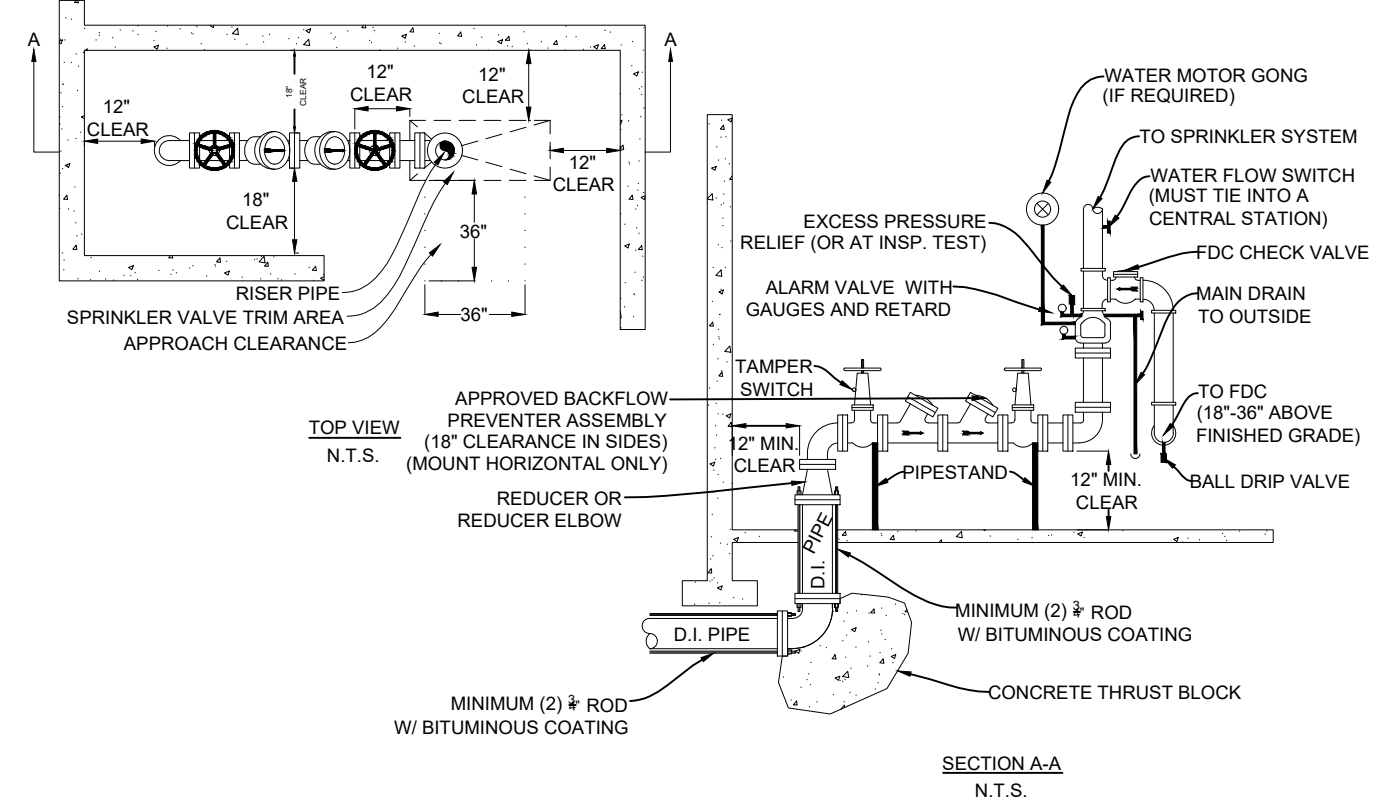 A
A
12"
CLEAR
18"
CLEAR
12"
CLEAR
12"
CLEAR
12"
CLEAR
18"
CLEAR
36"
36"
RISER PIPE
SPRINKLER VALVE TRIM AREA
APPROACH CLEARANCE
TOP VIEW
N.T.S.
WATER MOTOR GONG
(IF REQUIRED)
TO SPRINKLER SYSTEM
WATER FLOW SWITCH
(MUST TIE INTO A
CENTRAL STATION)
EXCESS PRESSURE
RELIEF (OR AT INSP. TEST)
FDC CHECK VALVE
ALARM VALVE WITH
GAUGES AND RETARD
MAIN DRAIN
TO OUTSIDE
TAMPER
SWITCH
APPROVED BACKFLOW
PREVENTER ASSEMBLY
(18" CLEARANCE IN SIDES)
(MOUNT HORIZONTAL ONLY)
TO FDC
(18"-36" ABOVE
FINISHED GRADE)
12" MIN.
CLEAR
PIPESTAND
12" MIN.
CLEAR
BALL DRIP VALVE
REDUCER OR
REDUCER ELBOW
D.I. PIPE
MINIMUM (2) 3/4" ROD
W/ BITUMINOUS COATING
D.I. PIPE
CONCRETE THRUST BLOCK
MINIMUM (2) 3/4" ROD
W/ BITUMINOUS COATING
SECTION A-A
N.T.S.